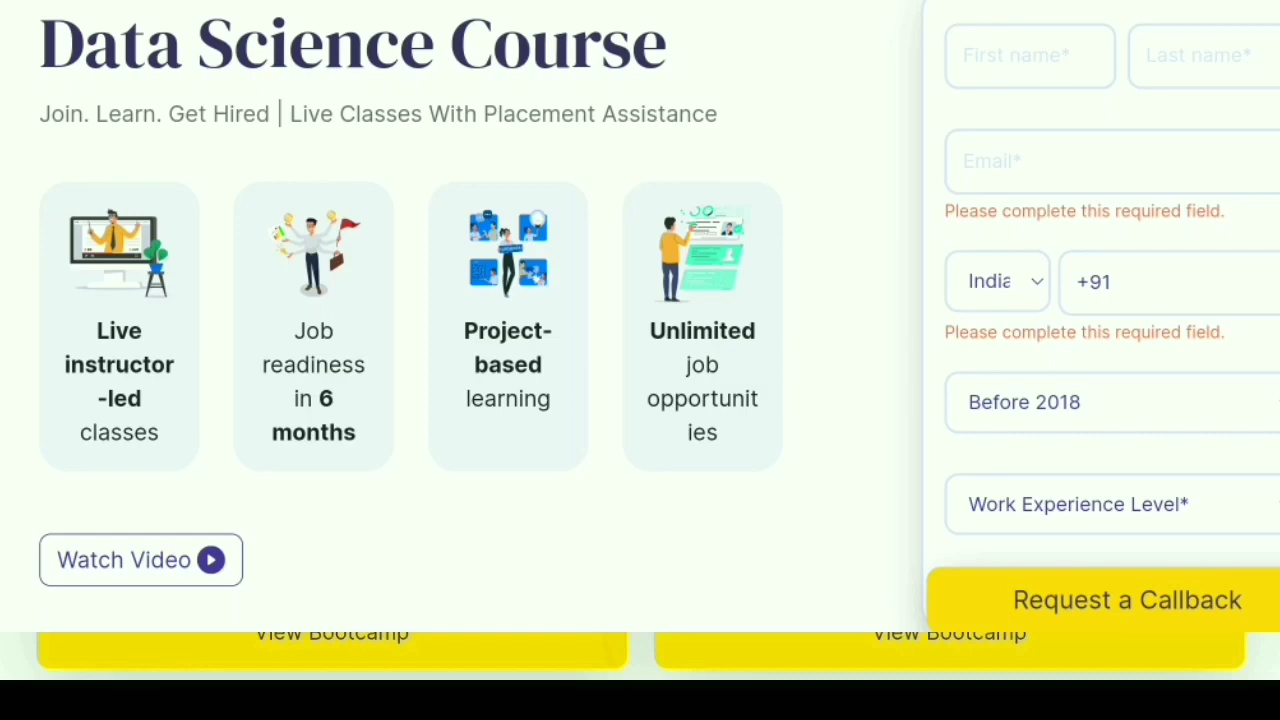 Data Science Course
Join. Learn. Get Hired | Live Classes With Placement Assistance
Live
instructor
-led
classes
Job
readiness
in 6
months
Project-
based
learning
Unlimited
job
opportunit
ies
Watch Video
First name*
Last name*
Email*
Please complete this required field.
India
+91
Please complete this required field.
Before 2018
Work Experience Level*
Request a Callback
View Bootcamp
View Bootcamp